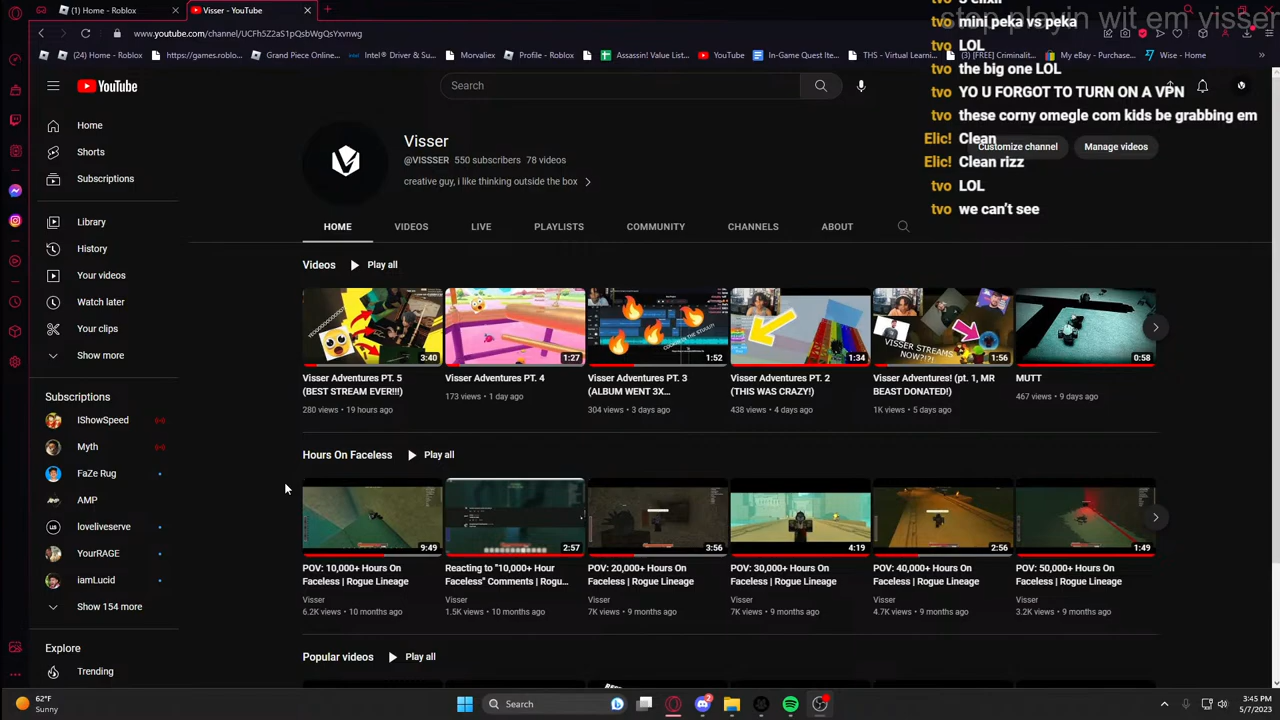 stop playin wit em visser
(1) Home - Roblox
Visser - YouTube
www.youtube.com/channel/
(4) Home - Roblox
https://games.roblo...
Grand Piece Online...
Intel® Driver & Su...
Morvaliex
Profile - Roblox
Assassin! Value List...
YouTube
In-Game Quest Ite...
THS - Virtual Learn...
[FREE] Criminaliti...
My eBay - Purchase...
Wise - Home
tvo mini peka vs peka
tvo LOL
tvo the big one LOL
tvo YO U FORGOT TO TURN ON A VPN
tvo these corny omegle com kids be grabbing em
Elic! Clean
Elic! Clean rizz
tvo LOL
tvo we can't see
YouTube
Search
Home
Shorts
Subscriptions
Library
History
Your videos
Watch later
Your clips
Show more
Subscriptions
IShowSpeed
Myth
FaZe Rug
AMP
loveliveserve
YourRAGE
iamLucid
Show 154 more
Explore
Trending
Visser
@VISSSER 550 subscribers 78 videos
creative guy, i like thinking outside the box
Customize channel
Manage videos
HOME
VIDEOS
LIVE
PLAYLISTS
COMMUNITY
CHANNELS
ABOUT
Videos
Play all
3:40
1:27
1:52
1:34
VISSER STREAMS
NOW?!?!
1:56
0:58
Visser Adventures PT. 5
(BEST STREAM EVER!!!)
280 views • 19 hours ago
Visser Adventures PT. 4
173 views • 1 day ago
Visser Adventures PT. 3
(ALBUM WENT 3X...
304 views • 3 days ago
Visser Adventures PT. 2
(THIS WAS CRAZY!)
438 views • 4 days ago
Visser Adventures! (pt. 1, MR
BEAST DONATED!)
1K views • 5 days ago
MUTT
467 views • 9 days ago
Hours On Faceless
Play all
9:49
2:57
3:56
4:19
2:56
1:49
POV: 10,000+ Hours On
Faceless | Rogue Lineage
Visser
6.2K views • 10 months ago
Reacting to "10,000+ Hour
Faceless" Comments | Rogu...
Visser
1.5K views • 10 months ago
POV: 20,000+ Hours On
Faceless | Rogue Lineage
Visser
7K views • 9 months ago
POV: 30,000+ Hours On
Faceless | Rogue Lineage
Visser
7K views • 9 months ago
POV: 40,000+ Hours On
Faceless | Rogue Lineage
Visser
4.7K views • 9 months ago
POV: 50,000+ Hours On
Faceless | Rogue Lineage
Visser
3.2K views • 9 months ago
Popular videos
Play all
62°F
Sunny
Search
2
3:45 PM
5/7/2023